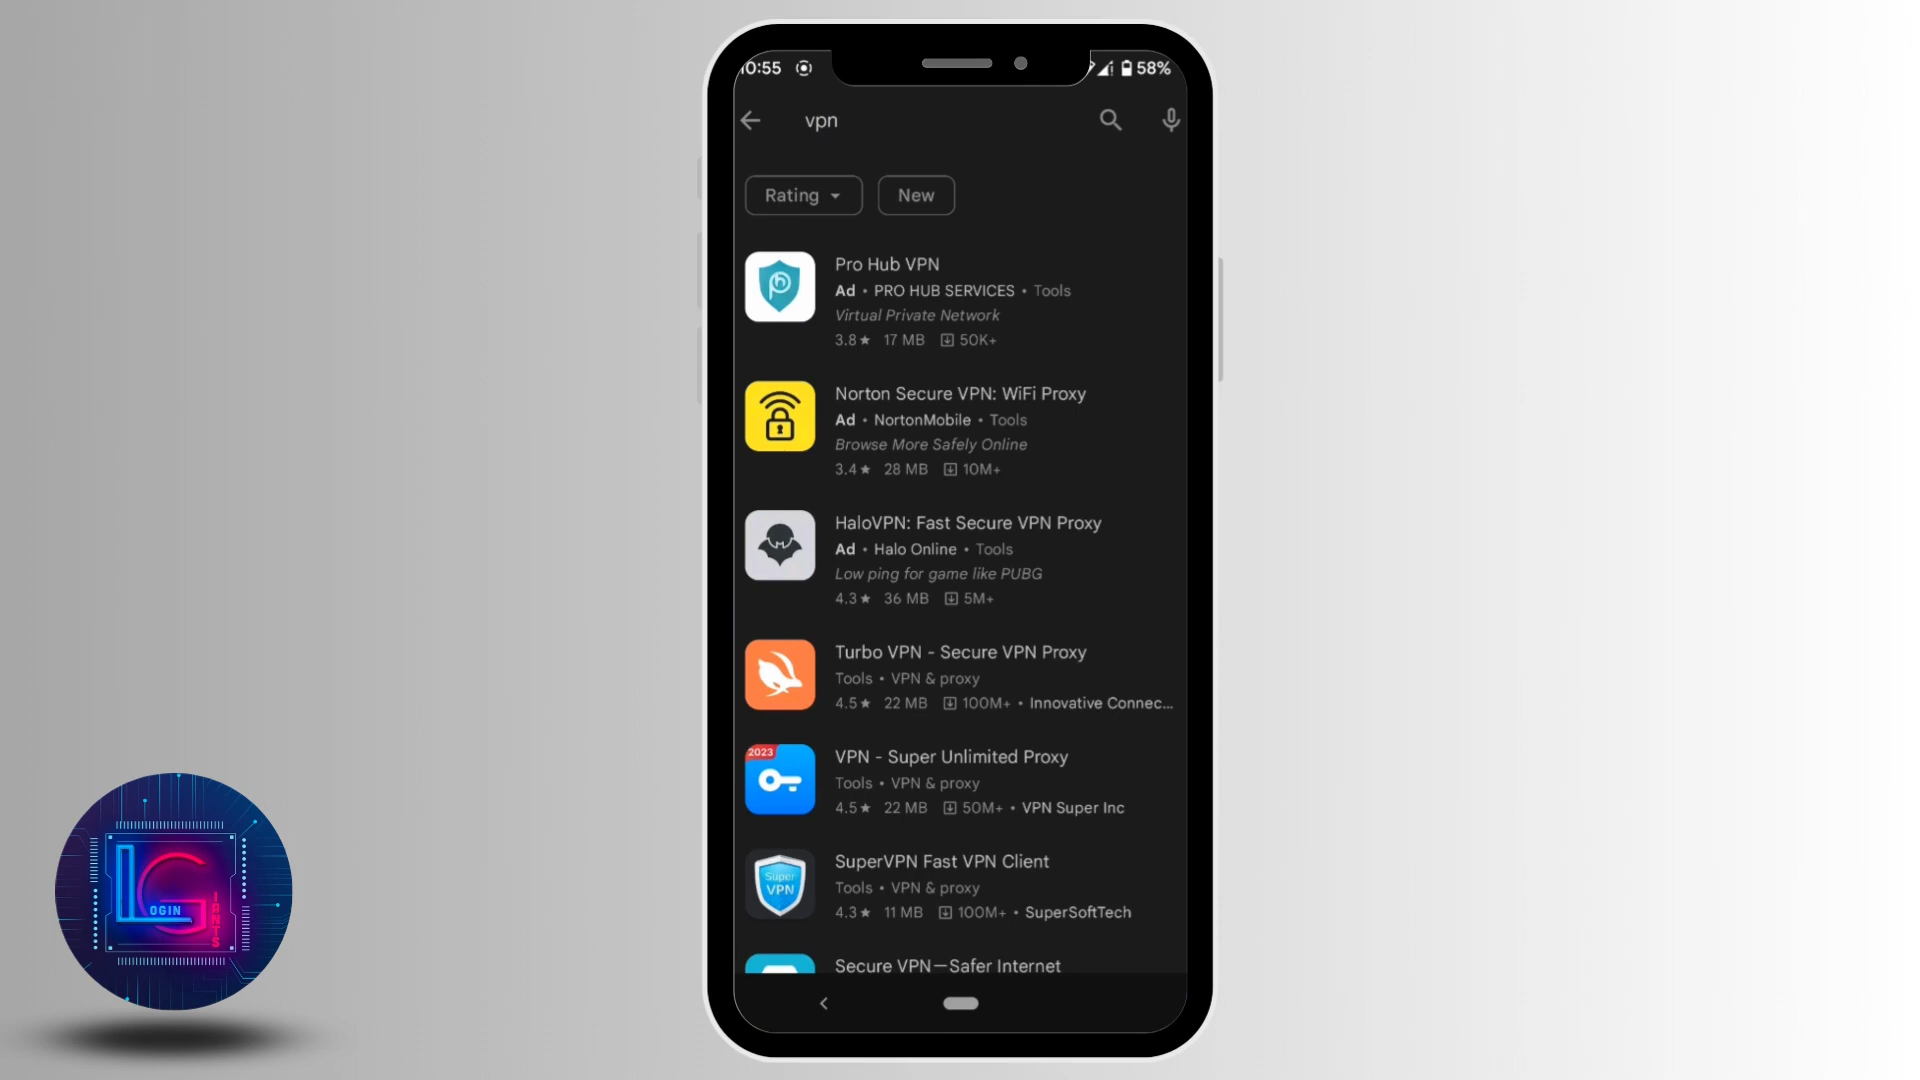 10:55 58%
vpn
Rating New
Pro Hub VPN
Ad • PRO HUB SERVICES • Tools
Virtual Private Network
3.8★ 17 MB 50K+
Norton Secure VPN: WiFi Proxy
Ad • NortonMobile • Tools
Browse More Safely Online
3.4★ 28 MB 10M+
HaloVPN: Fast Secure VPN Proxy
Ad • Halo Online • Tools
Low ping for game like PUBG
4.3★ 36 MB 5M+
Turbo VPN - Secure VPN Proxy
Tools • VPN & proxy
4.5★ 22 MB 100M+ • Innovative Connec...
2023
VPN - Super Unlimited Proxy
Tools • VPN & proxy
4.5★ 22 MB 50M+ • VPN Super Inc
Super
VPN
SuperVPN Fast VPN Client
Tools • VPN & proxy
4.3★ 11 MB 100M+ • SuperSoftTech
Secure VPN—Safer Internet
LOGIN
GIANTS